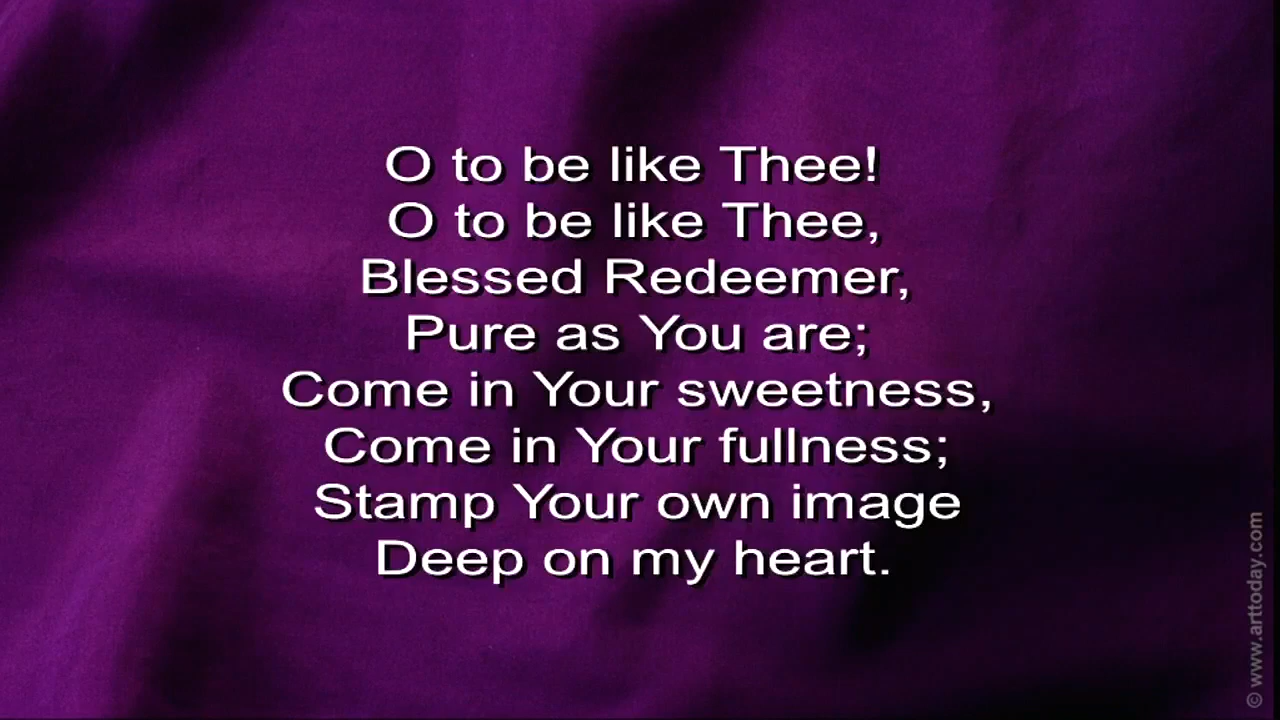 O to be like Thee!
O to be like Thee,
Blessed Redeemer,
Pure as You are;
Come in Your sweetness,
Come in Your fullness;
Stamp Your own image
Deep on my heart.
© www.arttoday.com